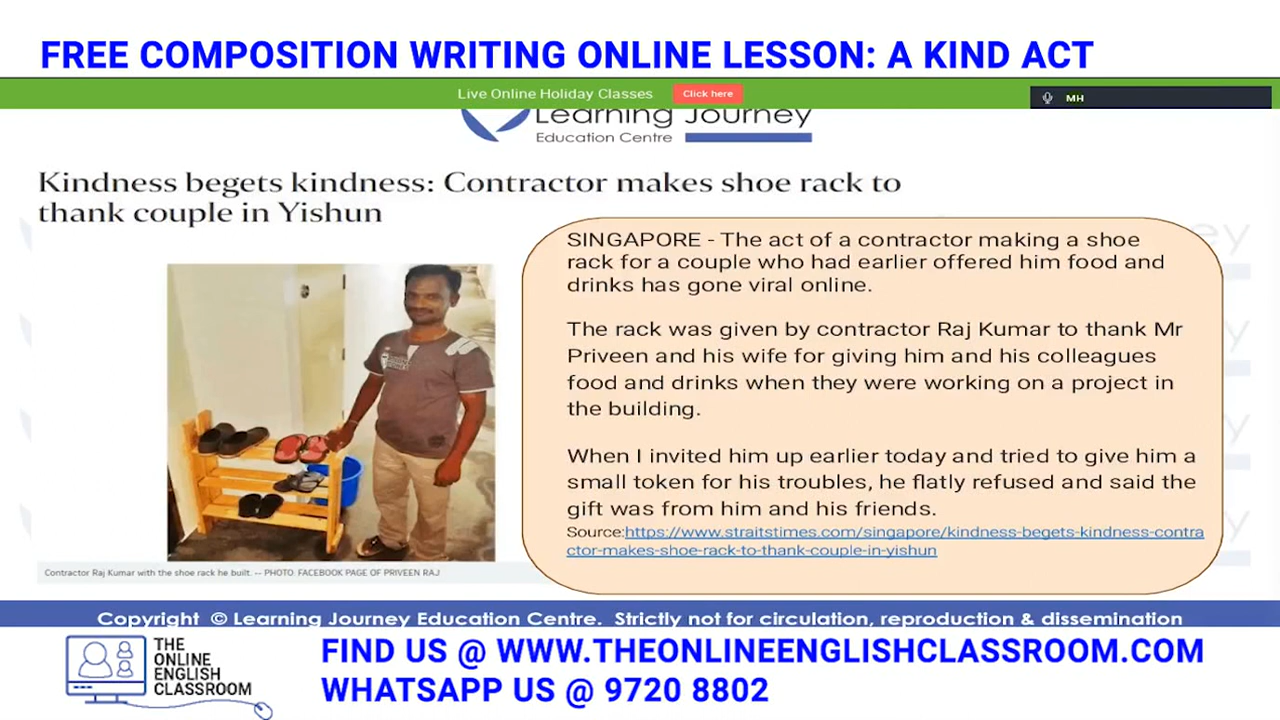 FREE COMPOSITION WRITING ONLINE LESSON: A KIND ACT
Live Online Holiday Classes Click here
MH
Learning Journey
Education Centre
Kindness begets kindness: Contractor makes shoe rack to
thank couple in Yishun
SINGAPORE - The act of a contractor making a shoe
rack for a couple who had earlier offered him food and
drinks has gone viral online.
The rack was given by contractor Raj Kumar to thank Mr
Priveen and his wife for giving him and his colleagues
food and drinks when they were working on a project in
the building.
When I invited him up earlier today and tried to give him a
small token for his troubles, he flatly refused and said the
gift was from him and his friends.
Source:https://www.straitstimes.com/singapore/kindness-begets-kindness-contra
ctor-makes-shoe-rack-to-thank-couple-in-yishun
Contractor Raj Kumar with the shoe rack he built. -- PHOTO: FACEBOOK PAGE OF PRIVEEN RAJ
Copyright © Learning Journey Education Centre. Strictly not for circulation, reproduction & dissemination
THE
ONLINE
ENGLISH
CLASSROOM
FIND US @ WWW.THEONLINEENGLISHCLASSROOM.COM
WHATSAPP US @ 9720 8802